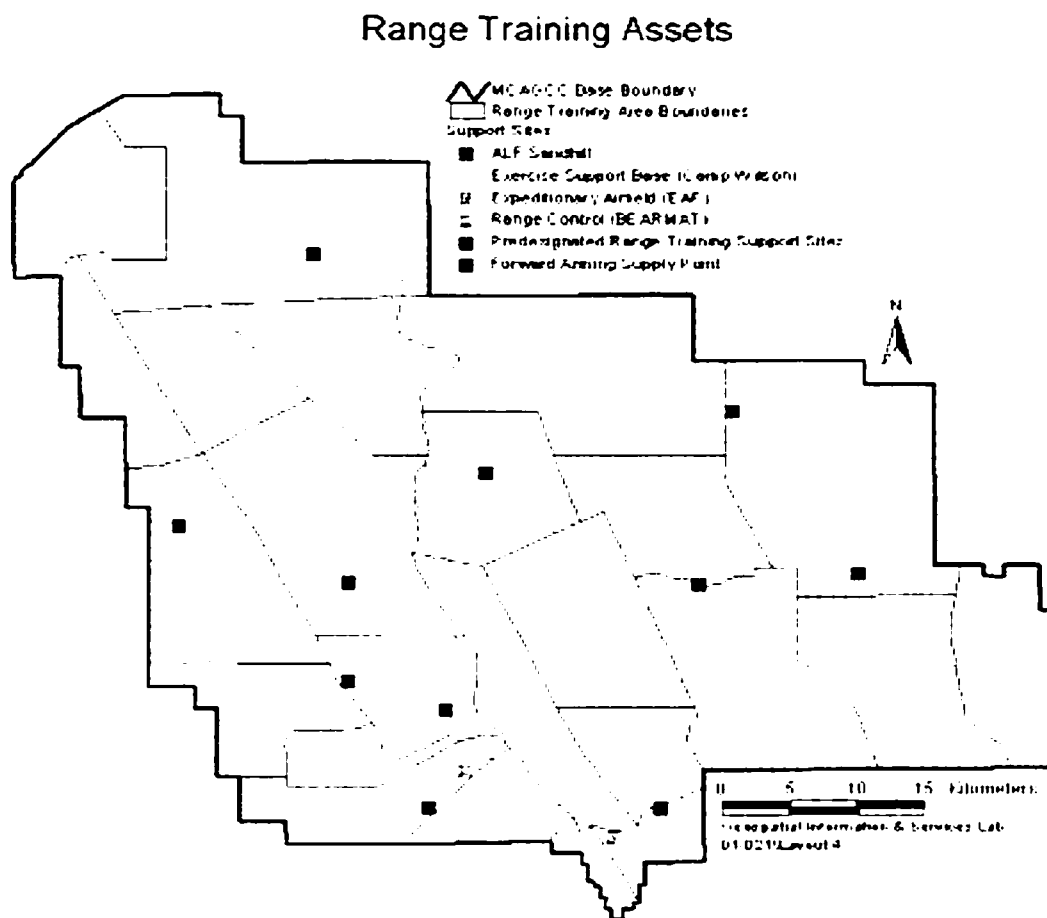 Range Training Assets
MCAGCC Base Boundary
Range Training Area Boundaries
Support Sites
ALF Sandhill
Exercise Support Base (Camp Wilson)
Expeditionary Airfield (EAF)
Range Control (BEARMAT)
Predesignated Range Training Support Sites
Forward Arming Supply Point
N
0 5 10 15 Kilometers
Geospatial Information & Services Lab